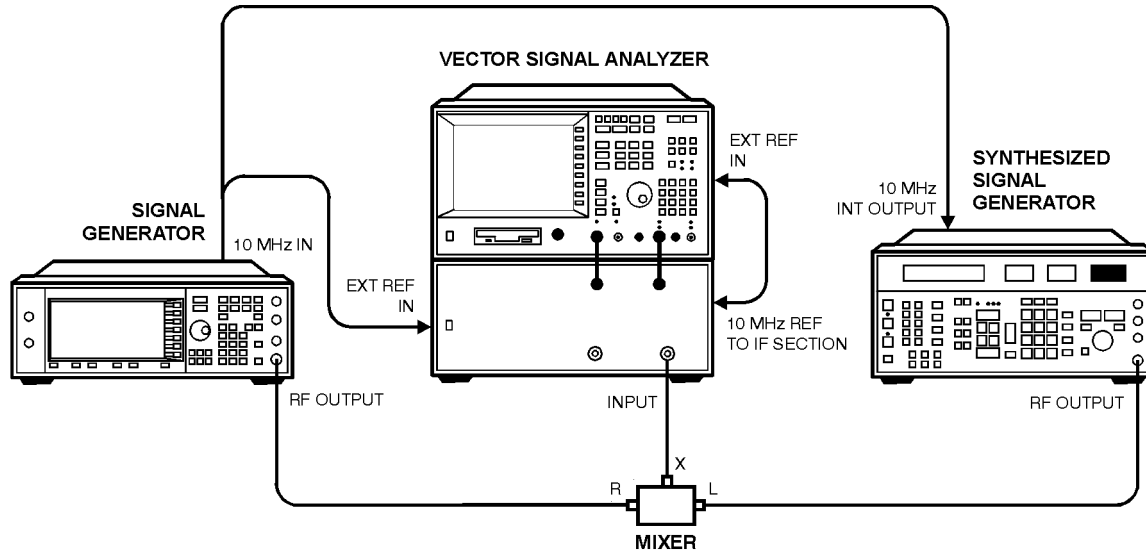 VECTOR SIGNAL ANALYZER
EXT REF
IN
SYNTHESIZED
SIGNAL
GENERATOR
10 MHz
INT OUTPUT
SIGNAL
GENERATOR
10 MHz IN
EXT REF
IN
10 MHz REF
TO IF SECTION
RF OUTPUT
INPUT
RF OUTPUT
X
R
L
MIXER